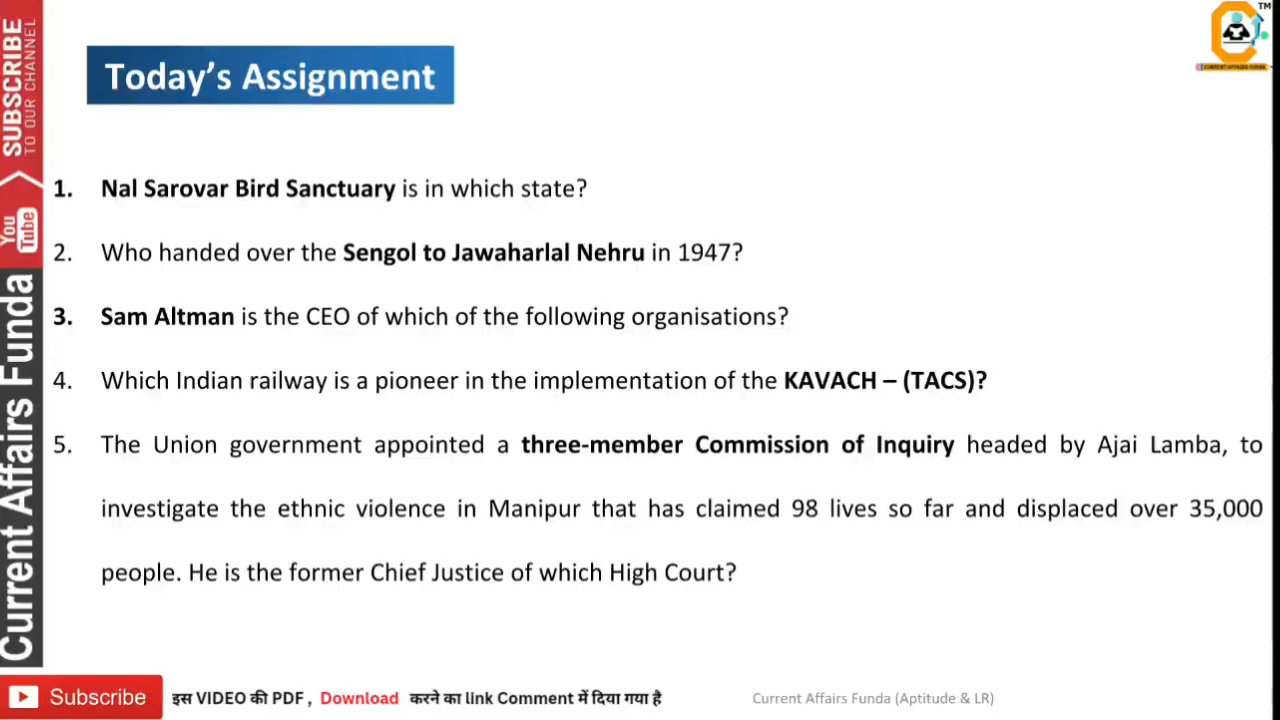 SUBSCRIBE
TO OUR CHANNEL
You
Tube
Current Affairs Funda
TM
CURRENT AFFAIRS FUNDA
Today's Assignment
1. Nal Sarovar Bird Sanctuary is in which state?
2. Who handed over the Sengol to Jawaharlal Nehru in 1947?
3. Sam Altman is the CEO of which of the following organisations?
4. Which Indian railway is a pioneer in the implementation of the KAVACH – (TACS)?
5. The Union government appointed a three-member Commission of Inquiry headed by Ajai Lamba, to
investigate the ethnic violence in Manipur that has claimed 98 lives so far and displaced over 35,000
people. He is the former Chief Justice of which High Court?
Subscribe
इस VIDEO की PDF , Download करने का link Comment में दिया गया है
Current Affairs Funda (Aptitude & LR)